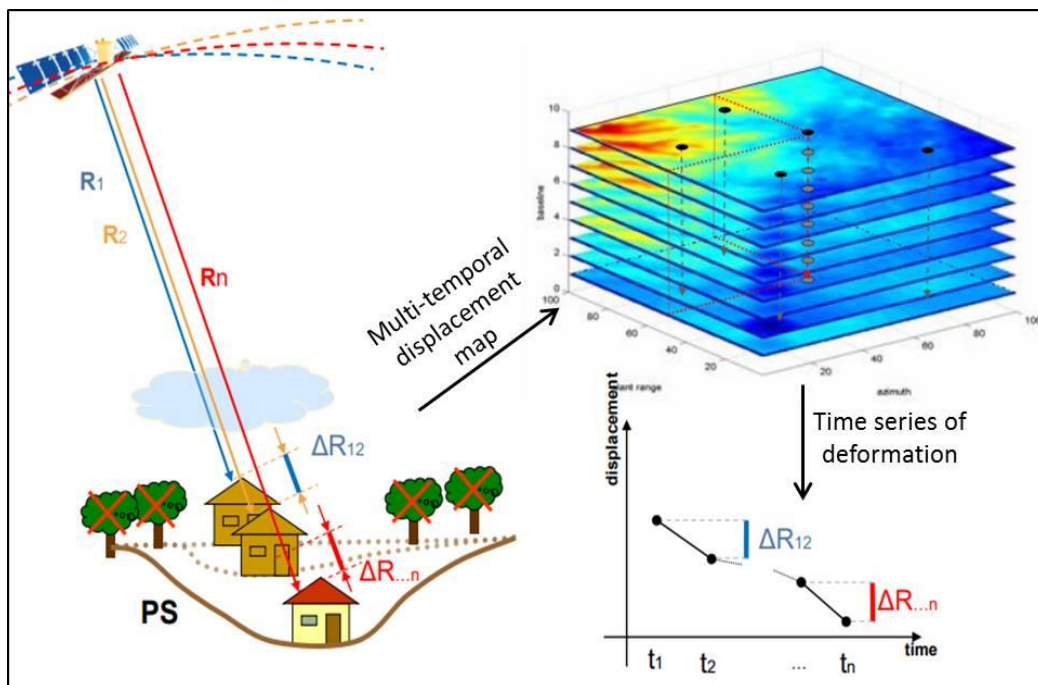 R1
R2
Rn
ΔR12
ΔR...n
PS
Multi-temporal
displacement
map
10
8
6
4
2
0
baseline
100
80
60
40
20
lant range
20
40
60
80
100
azimuth
Time series of
deformation
displacement
ΔR12
ΔR...n
t1
t2
...
tn
time